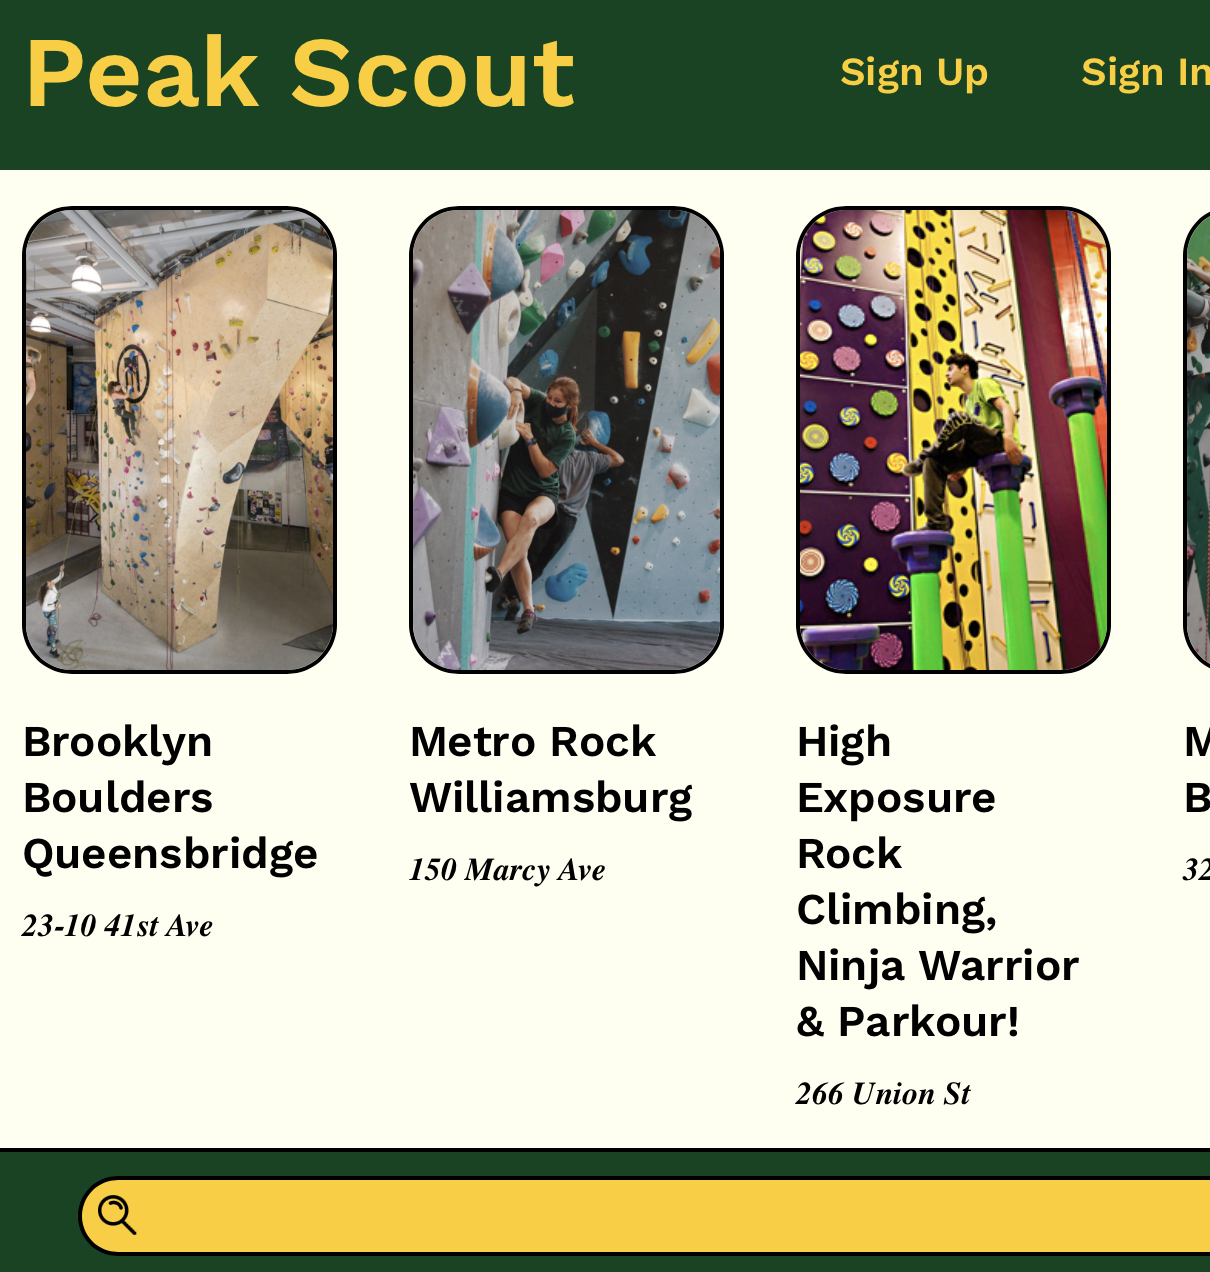 Peak Scout
Sign Up
Sign In
Brooklyn
Boulders
Queensbridge
23-10 41st Ave
Metro Rock
Williamsburg
150 Marcy Ave
High
Exposure
Rock
Climbing,
Ninja Warrior
& Parkour!
266 Union St
M
B
32